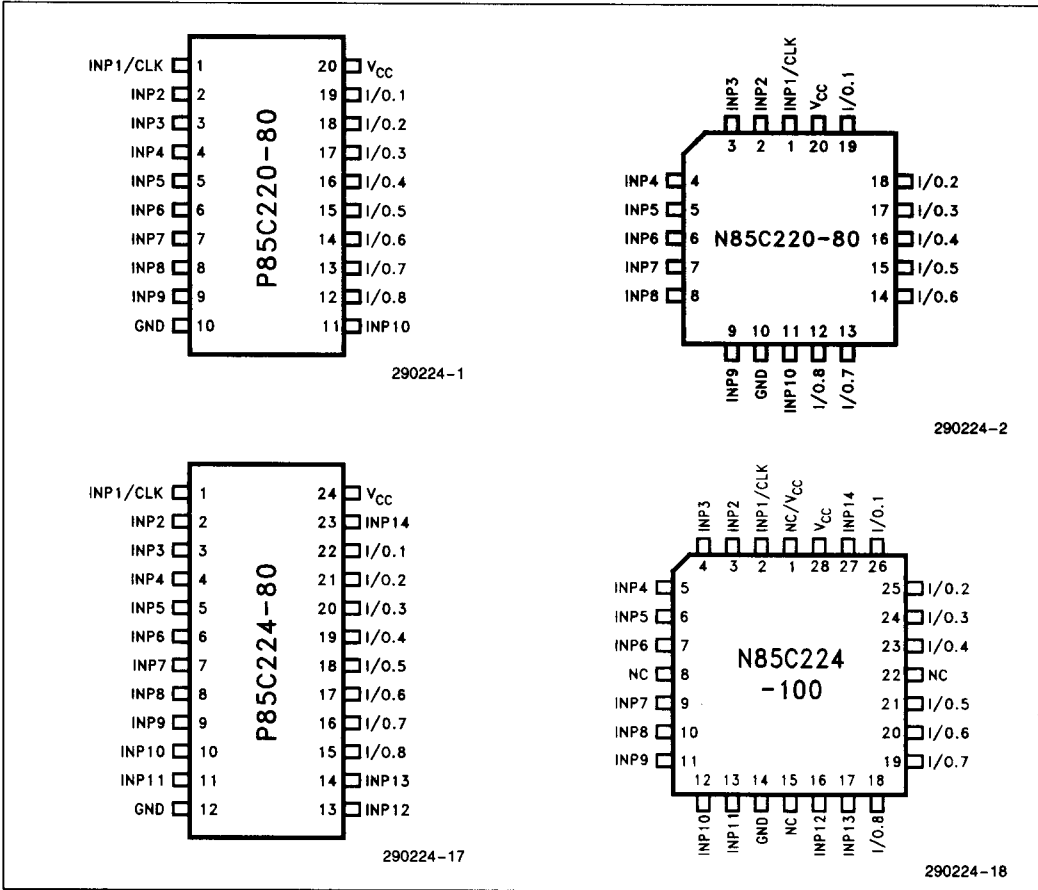 INP1/CLK 1 20 VCC
INP2 2 19 I/O.1
INP3 3 18 I/O.2
INP4 4 17 I/O.3
INP5 5 16 I/O.4
INP6 6 15 I/O.5
INP7 7 14 I/O.6
INP8 8 13 I/O.7
INP9 9 12 I/O.8
GND 10 11 INP10
P85C220-80
290224-1
INP3 INP2 INP1/CLK VCC I/O.1
3 2 1 20 19
INP4 4 18 I/O.2
INP5 5 17 I/O.3
INP6 6 N85C220-80 16 I/O.4
INP7 7 15 I/O.5
INP8 8 14 I/O.6
9 10 11 12 13
INP9 GND INP10 I/O.8 I/O.7
290224-2
INP1/CLK 1 24 VCC
INP2 2 23 INP14
INP3 3 22 I/O.1
INP4 4 21 I/O.2
INP5 5 20 I/O.3
INP6 6 19 I/O.4
INP7 7 18 I/O.5
INP8 8 17 I/O.6
INP9 9 16 I/O.7
INP10 10 15 I/O.8
INP11 11 14 INP13
GND 12 13 INP12
P85C224-80
290224-17
INP3 INP2 INP1/CLK NC/VCC VCC INP14 I/O.1
4 3 2 1 28 27 26
INP4 5 25 I/O.2
INP5 6 24 I/O.3
INP6 7 23 I/O.4
NC 8 22 NC
INP7 9 21 I/O.5
INP8 10 20 I/O.6
INP9 11 19 I/O.7
N85C224
-100
12 13 14 15 16 17 18
INP10 INP11 GND NC INP12 INP13 I/O.8
290224-18